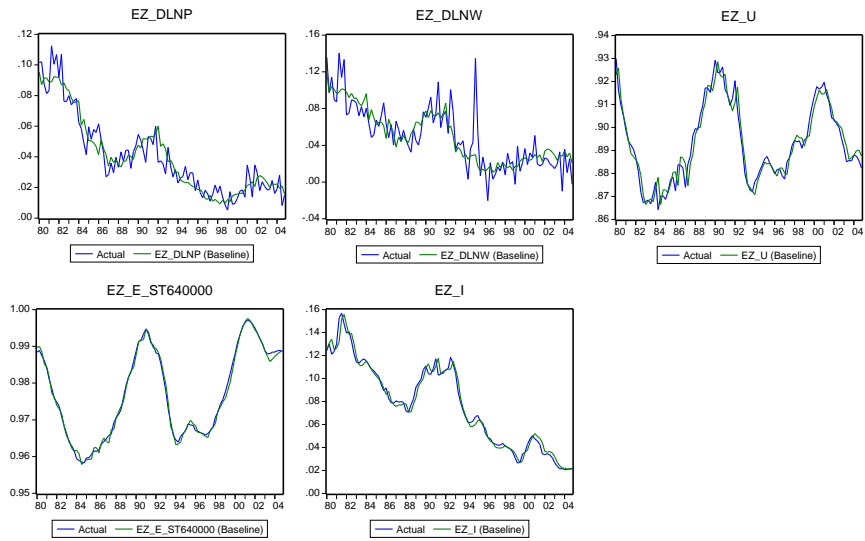 EZ_DLNP
.12
.10
.08
.06
.04
.02
.00
80 82 84 86 88 90 92 94 96 98 00 02 04
Actual EZ_DLNP (Baseline)
EZ_DLNW
.16
.12
.08
.04
.00
-.04
80 82 84 86 88 90 92 94 96 98 00 02 04
Actual EZ_DLNW (Baseline)
EZ_U
.94
.93
.92
.91
.90
.89
.88
.87
.86
80 82 84 86 88 90 92 94 96 98 00 02 04
Actual EZ_U (Baseline)
EZ_E_ST640000
1.00
0.99
0.98
0.97
0.96
0.95
80 82 84 86 88 90 92 94 96 98 00 02 04
Actual EZ_E_ST640000 (Baseline)
EZ_I
.16
.14
.12
.10
.08
.06
.04
.02
.00
80 82 84 86 88 90 92 94 96 98 00 02 04
Actual EZ_I (Baseline)